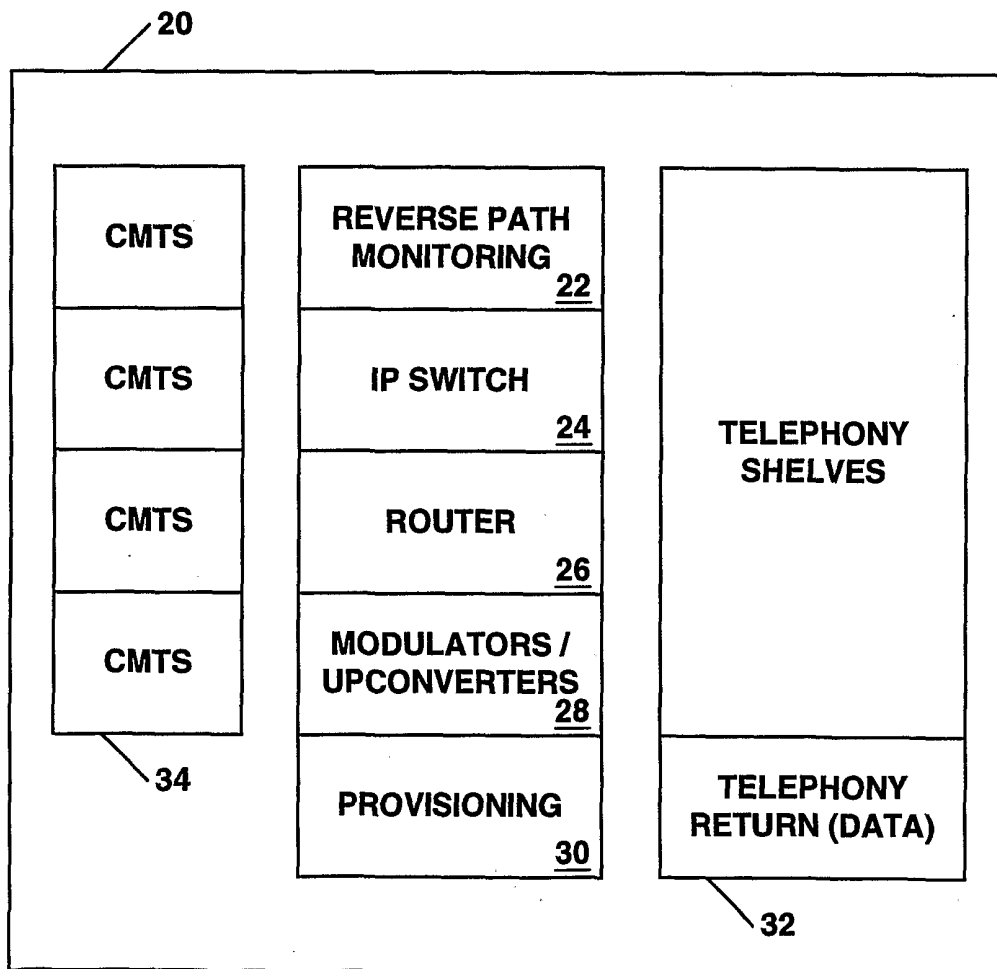 20
CMTS
CMTS
CMTS
CMTS
34
REVERSE PATH
MONITORING
22
IP SWITCH
24
ROUTER
26
MODULATORS /
UPCONVERTERS
28
PROVISIONING
30
TELEPHONY
SHELVES
TELEPHONY
RETURN (DATA)
32